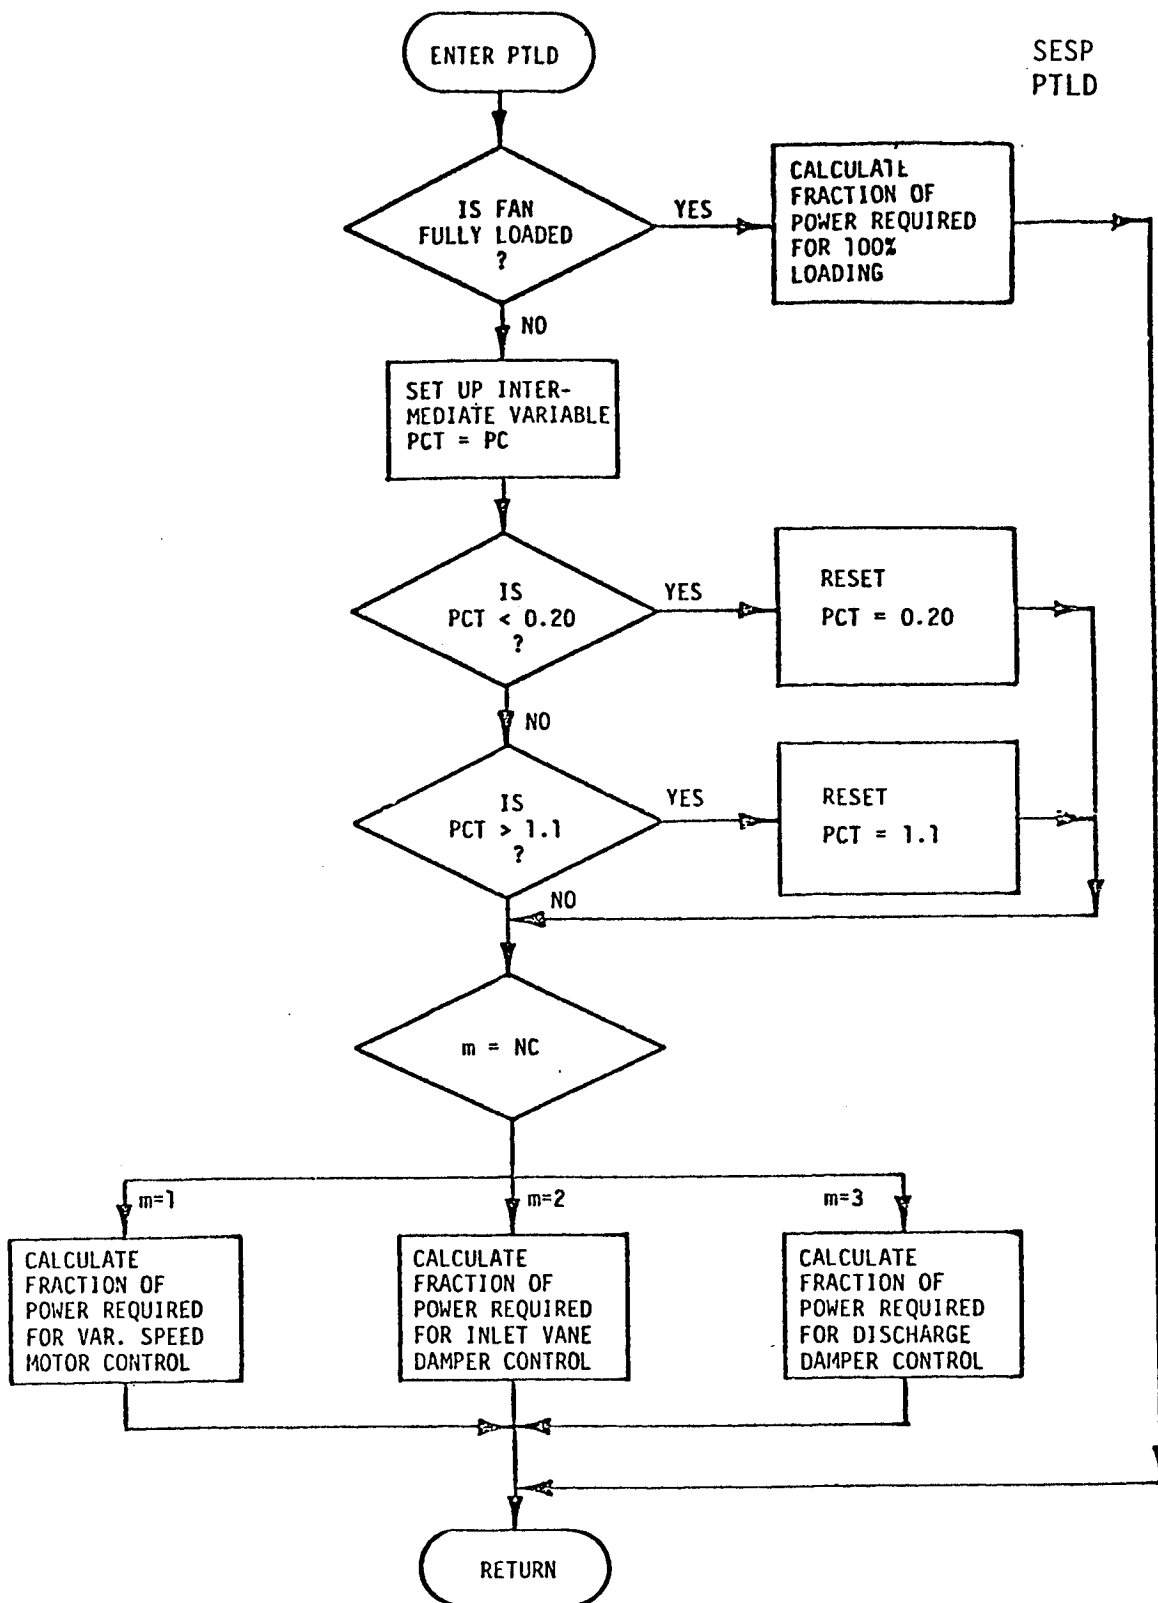 ENTER PTLD
SESP
PTLD
IS FAN
FULLY LOADED
?
YES
CALCULATE
FRACTION OF
POWER REQUIRED
FOR 100%
LOADING
NO
SET UP INTER-
MEDIATE VARIABLE
PCT = PC
IS
PCT < 0.20
?
YES
RESET
PCT = 0.20
NO
IS
PCT > 1.1
?
YES
RESET
PCT = 1.1
NO
m = NC
m=1
m=2
m=3
CALCULATE
FRACTION OF
POWER REQUIRED
FOR VAR. SPEED
MOTOR CONTROL
CALCULATE
FRACTION OF
POWER REQUIRED
FOR INLET VANE
DAMPER CONTROL
CALCULATE
FRACTION OF
POWER REQUIRED
FOR DISCHARGE
DAMPER CONTROL
RETURN